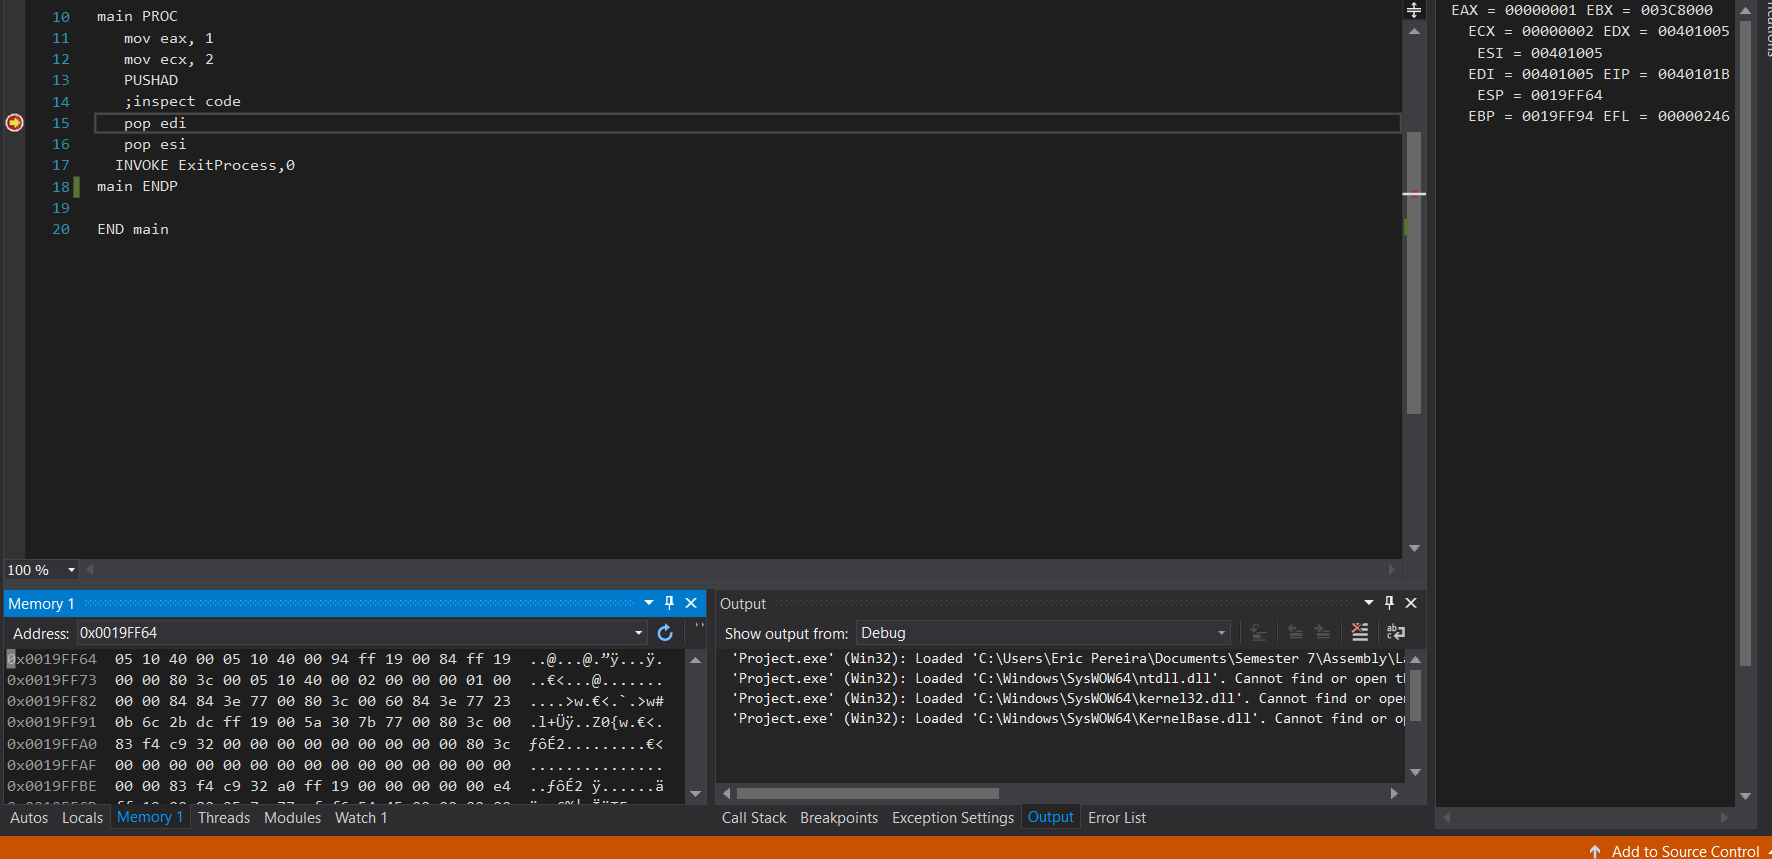 10 main PROC
11 mov eax, 1
12 mov ecx, 2
13 PUSHAD
14 ;inspect code
15 pop edi
16 pop esi
17 INVOKE ExitProcess,0
18 main ENDP
19
20 END main
EAX = 00000001 EBX = 003C8000
ECX = 00000002 EDX = 00401005
ESI = 00401005
EDI = 00401005 EIP = 0040101B
ESP = 0019FF64
EBP = 0019FF94 EFL = 00000246
100 %
Memory 1
Address: 0x0019FF64
0x0019FF64 05 10 40 00 05 10 40 00 94 ff 19 00 84 ff 19 ..@...@.”ÿ...ÿ.
0x0019FF73 00 00 80 3c 00 05 10 40 00 02 00 00 00 01 00 ..€<...@.......
0x0019FF82 00 00 84 84 3e 77 00 80 3c 00 60 84 3e 77 23 ....>w.€<.`.>w#
0x0019FF91 0b 6c 2b dc ff 19 00 5a 30 7b 77 00 80 3c 00 .l+Üÿ..Z0{w.€<.
0x0019FFA0 83 f4 c9 32 00 00 00 00 00 00 00 00 00 80 3c ƒôÉ2.........€<
0x0019FFAF 00 00 00 00 00 00 00 00 00 00 00 00 00 00 00 ...............
0x0019FFBE 00 00 83 f4 c9 32 a0 ff 19 00 00 00 00 00 e4 ..ƒôÉ2 ÿ......ä
Autos Locals Memory 1 Threads Modules Watch 1
Output
Show output from: Debug
'Project.exe' (Win32): Loaded 'C:\Users\Eric Pereira\Documents\Semester 7\Assembly\
'Project.exe' (Win32): Loaded 'C:\Windows\SysWOW64\ntdll.dll'. Cannot find or open
'Project.exe' (Win32): Loaded 'C:\Windows\SysWOW64\kernel32.dll'. Cannot find or
'Project.exe' (Win32): Loaded 'C:\Windows\SysWOW64\KernelBase.dll'. Cannot find or
Call Stack Breakpoints Exception Settings Output Error List
Add to Source Control